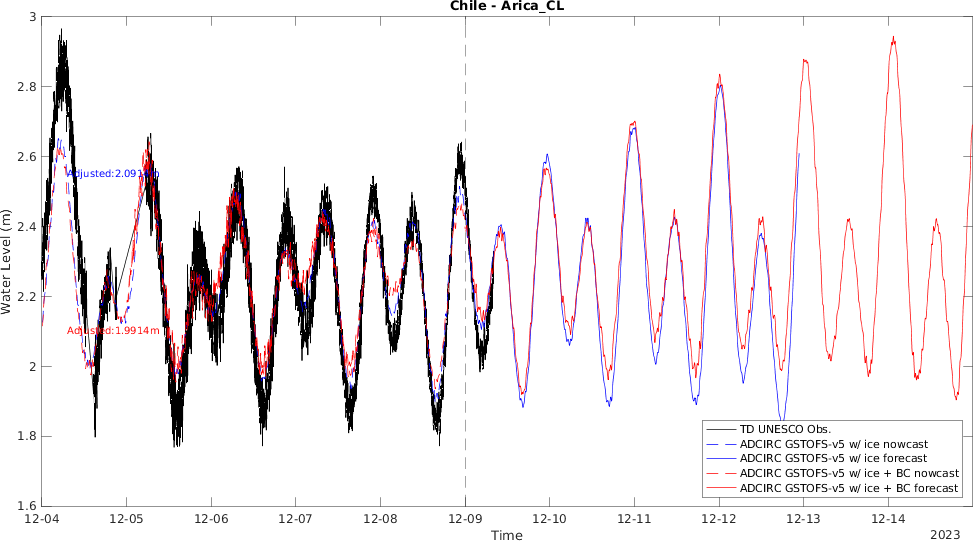 Chile - Arica_CL
3
2.8
2.6
2.4
2.2
2
1.8
1.6
Water Level (m)
Adjusted:2.0914m
Adjusted:1.9914m
TD UNESCO Obs.
ADCIRC GSTOFS-v5 w/ ice nowcast
ADCIRC GSTOFS-v5 w/ ice forecast
ADCIRC GSTOFS-v5 w/ ice + BC nowcast
ADCIRC GSTOFS-v5 w/ ice + BC forecast
12-04 12-05 12-06 12-07 12-08 12-09 12-10 12-11 12-12 12-13 12-14
Time
2023